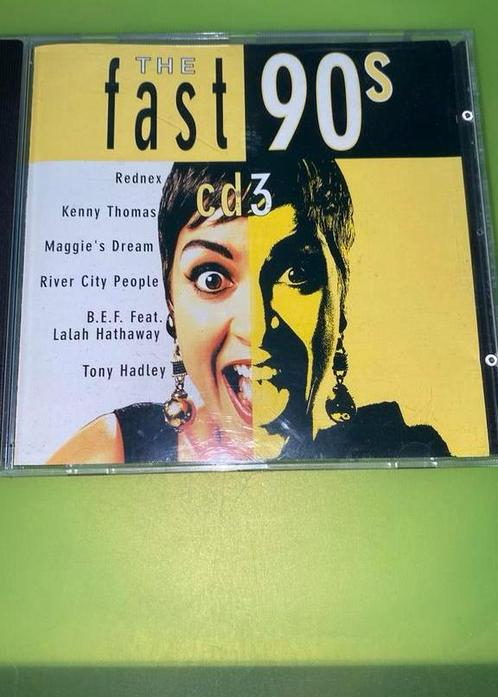 THE
fast 90s
cd3
Rednex
Kenny Thomas
Maggie's Dream
River City People
B.E.F. Feat.
Lalah Hathaway
Tony Hadley